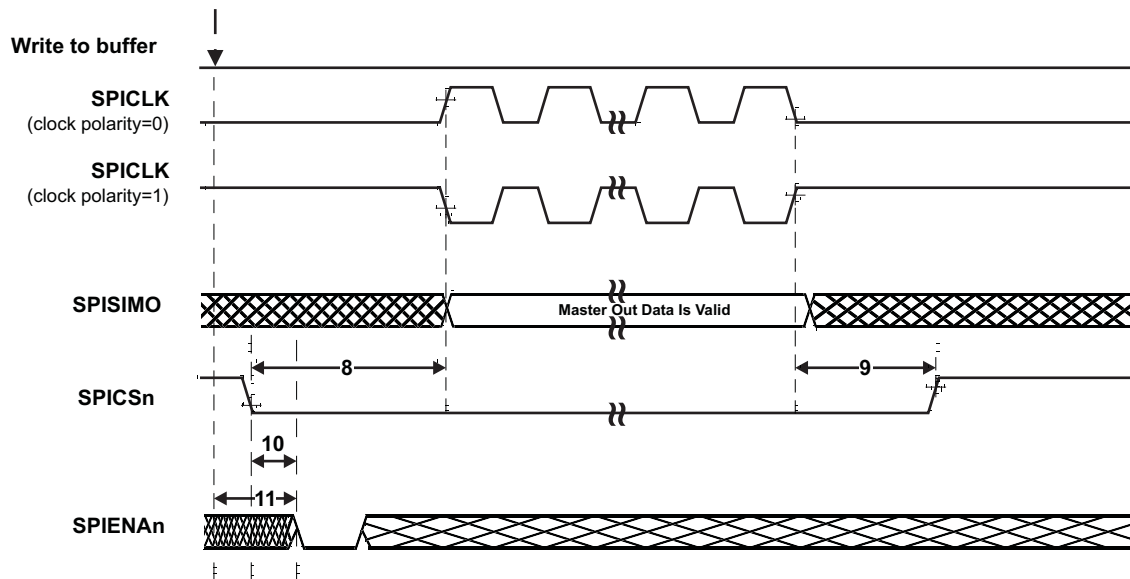 Write to buffer
SPICLK
(clock polarity=0)
SPICLK
(clock polarity=1)
SPISIMO
Master Out Data Is Valid
8
9
SPICSn
10
11
SPIENAn